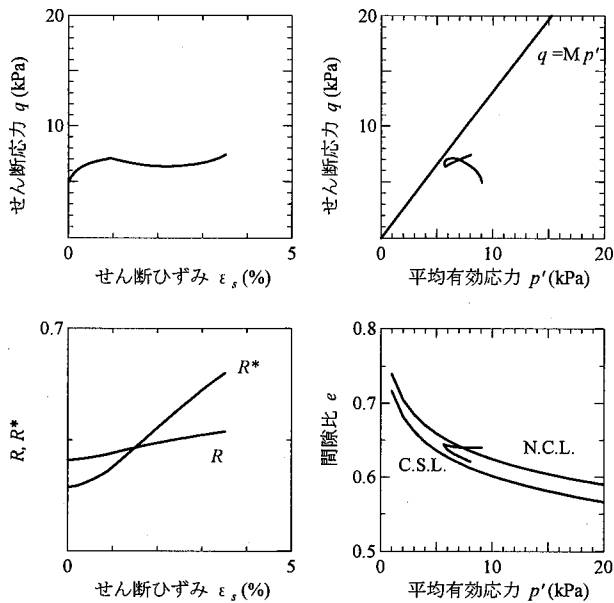 20
10
0
5
せん断応力 q (kPa)
せん断ひずみ ε_s (%)
20
10
0
10
20
q = M p'
せん断応力 q (kPa)
平均有効応力 p' (kPa)
0.7
0
5
R*
R
R, R*
せん断ひずみ ε_s (%)
0.8
0.7
0.6
0.5
0
10
20
N.C.L.
C.S.L.
間隙比 e
平均有効応力 p' (kPa)